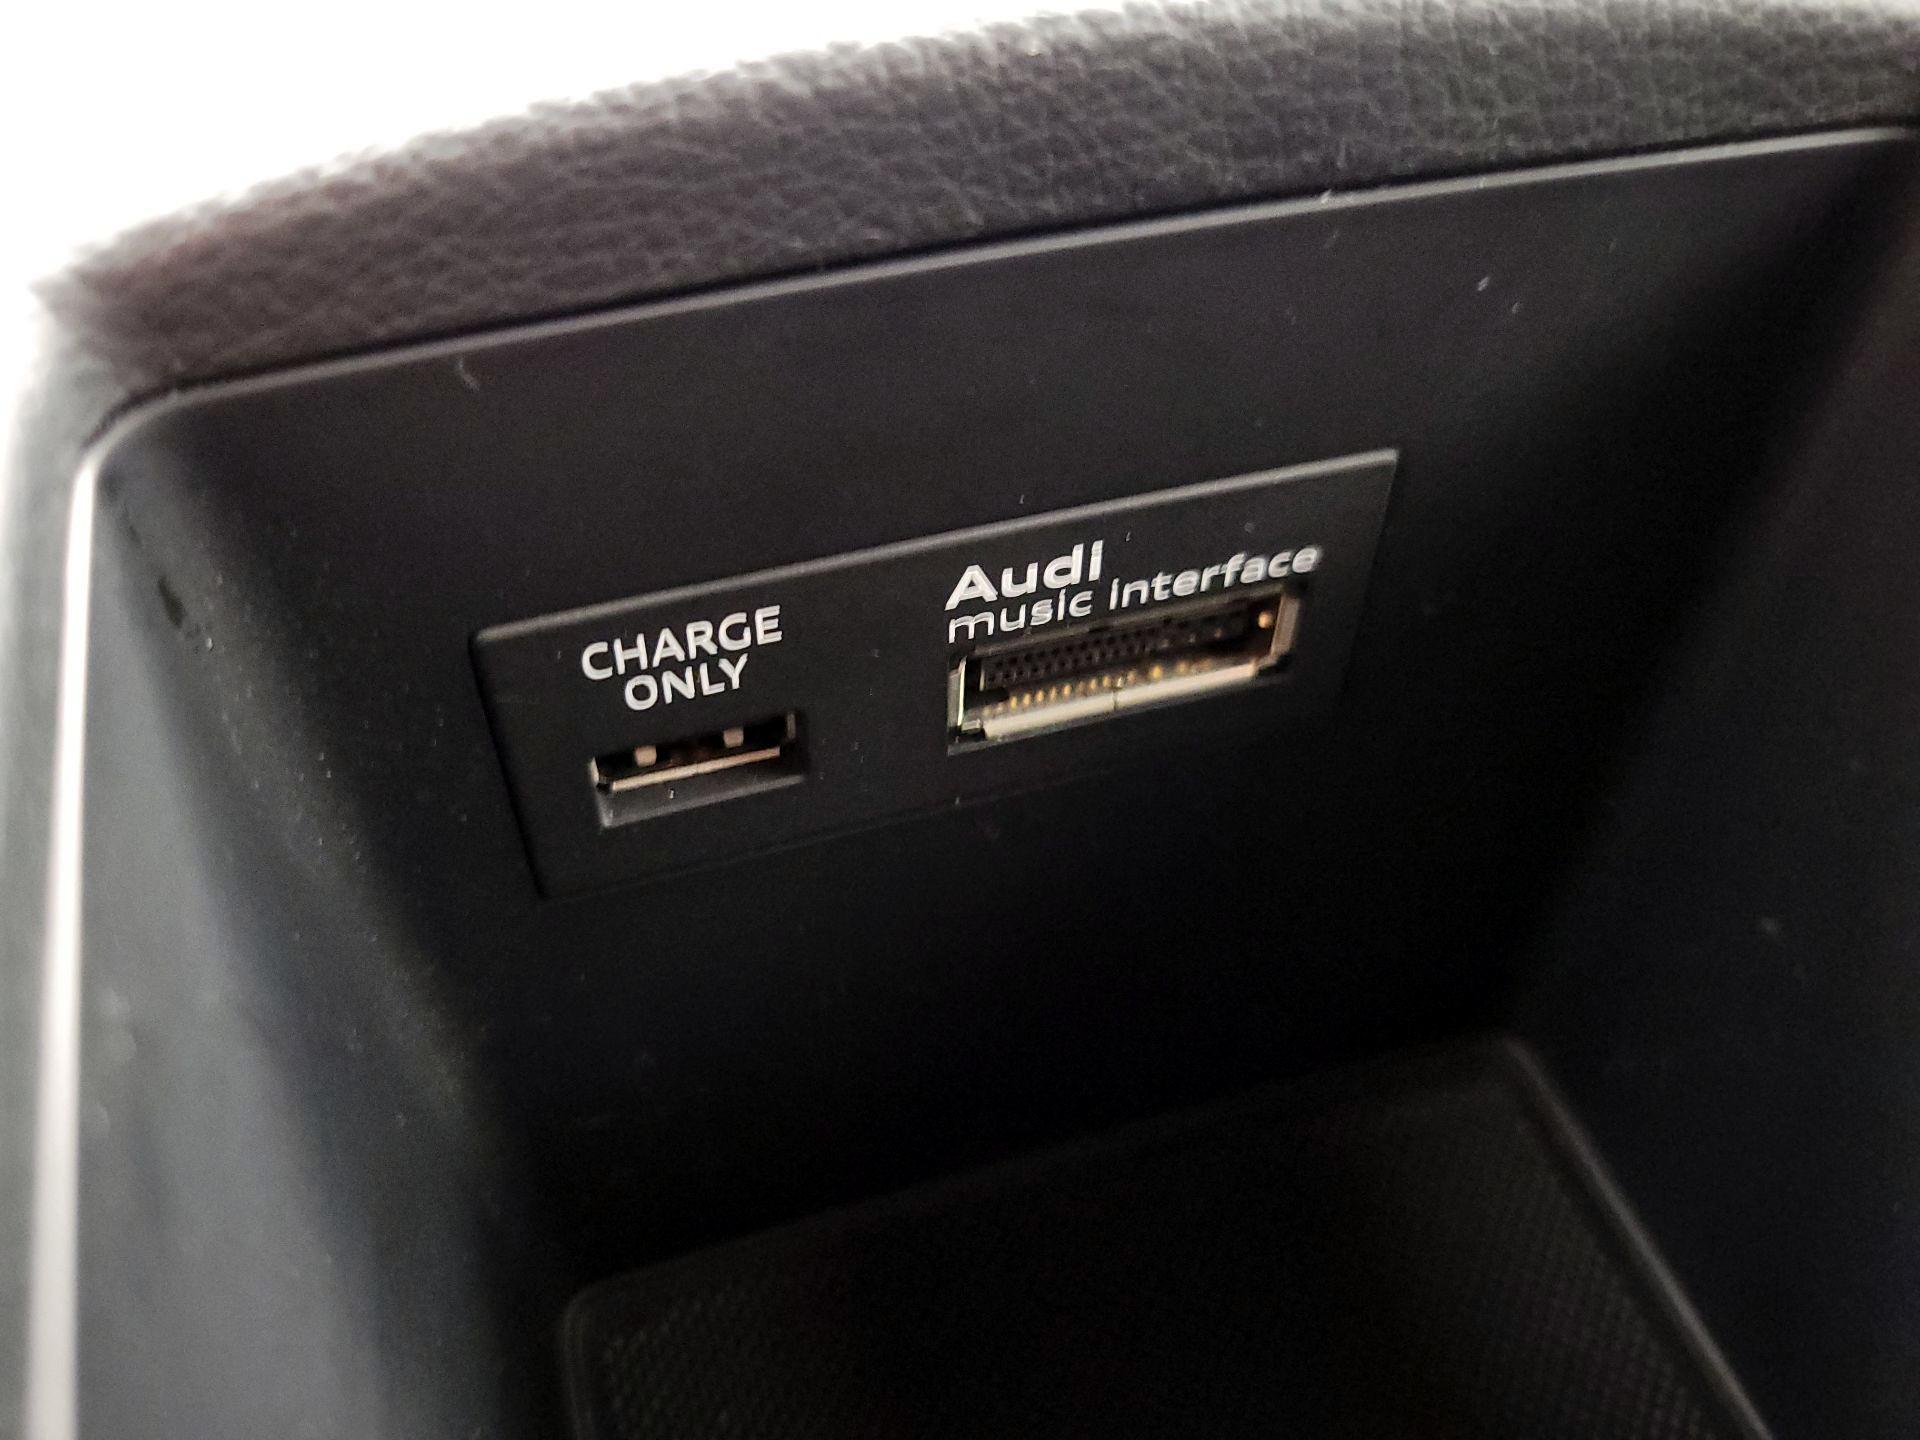 CHARGE
ONLY
Audi
music interface